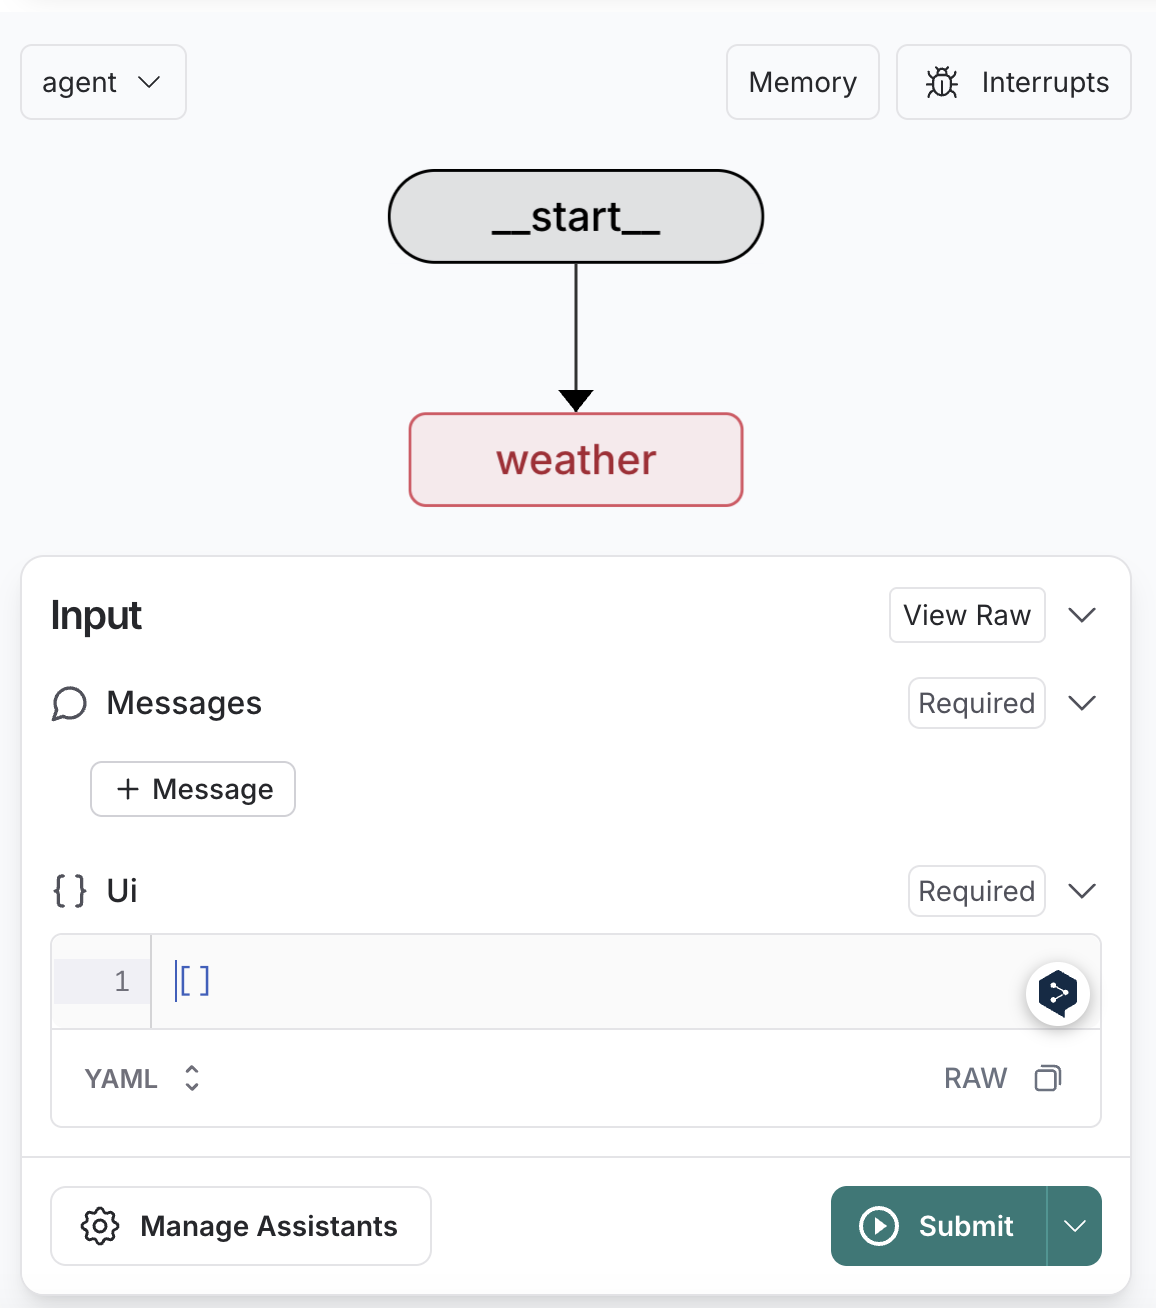 agent
Memory
Interrupts
__start__
weather
Input
View Raw
Messages
Required
+ Message
{ } Ui
Required
1
[]
YAML
RAW
Manage Assistants
Submit